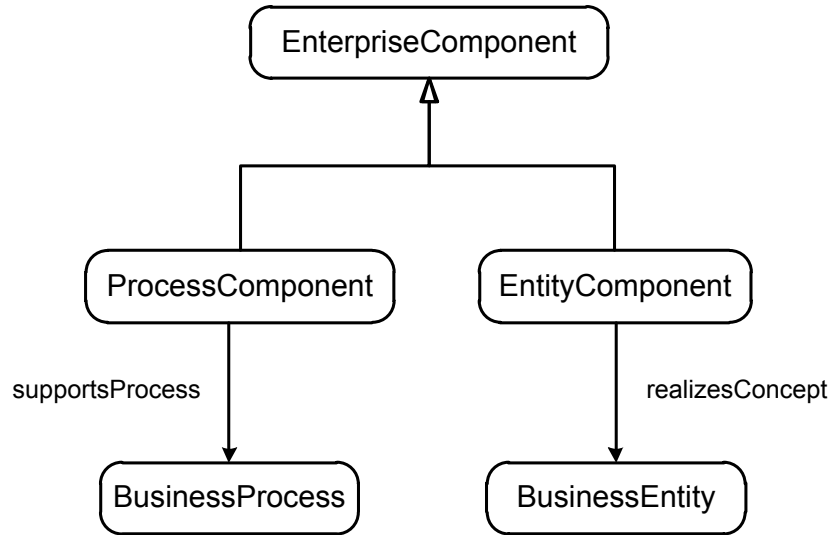 EnterpriseComponent
ProcessComponent
EntityComponent
supportsProcess
realizesConcept
BusinessProcess
BusinessEntity